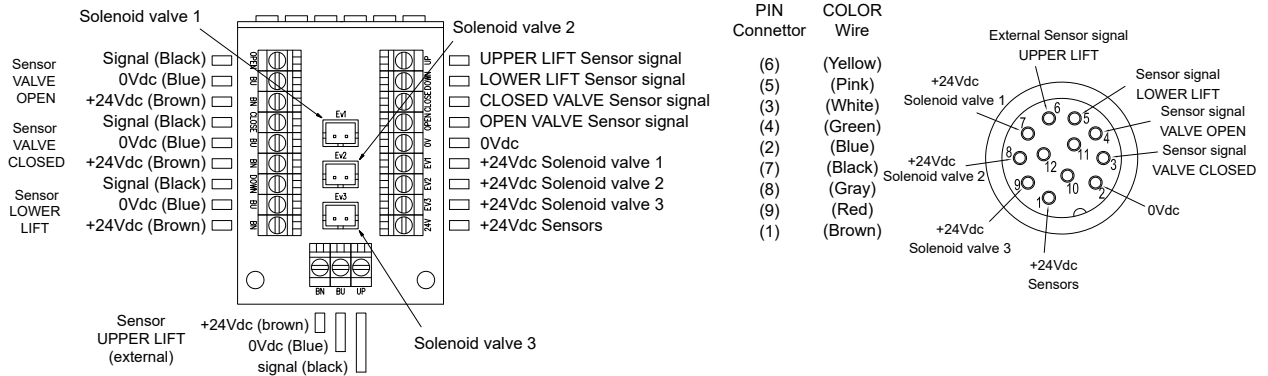 Solenoid valve 1
Solenoid valve 2
Sensor
VALVE
OPEN
Signal (Black)
0Vdc (Blue)
+24Vdc (Brown)
Sensor
VALVE
CLOSED
Signal (Black)
0Vdc (Blue)
+24Vdc (Brown)
Sensor
LOWER
LIFT
Signal (Black)
0Vdc (Blue)
+24Vdc (Brown)
OPEN
BU
BN
CLOSE
BU
BN
DOWN
BU
BN
Ev1
Ev2
Ev3
UP
DOWN
CLOSE
OPEN
0V
EV1
EV2
EV3
24V
UPPER LIFT Sensor signal
LOWER LIFT Sensor signal
CLOSED VALVE Sensor signal
OPEN VALVE Sensor signal
0Vdc
+24Vdc Solenoid valve 1
+24Vdc Solenoid valve 2
+24Vdc Solenoid valve 3
+24Vdc Sensors
BN BU UP
Sensor
UPPER LIFT
(external)
+24Vdc (brown)
0Vdc (Blue)
signal (black)
Solenoid valve 3
PIN COLOR
Connettor Wire
(6) (Yellow)
(5) (Pink)
(3) (White)
(4) (Green)
(2) (Blue)
(7) (Black)
(8) (Gray)
(9) (Red)
(1) (Brown)
External Sensor signal
UPPER LIFT
Sensor signal
LOWER LIFT
Sensor signal
VALVE OPEN
Sensor signal
VALVE CLOSED
0Vdc
+24Vdc
Solenoid valve 1
+24Vdc
Solenoid valve 2
+24Vdc
Solenoid valve 3
+24Vdc
Sensors
6
5
7
4
11
8
12
3
9
10
1
2